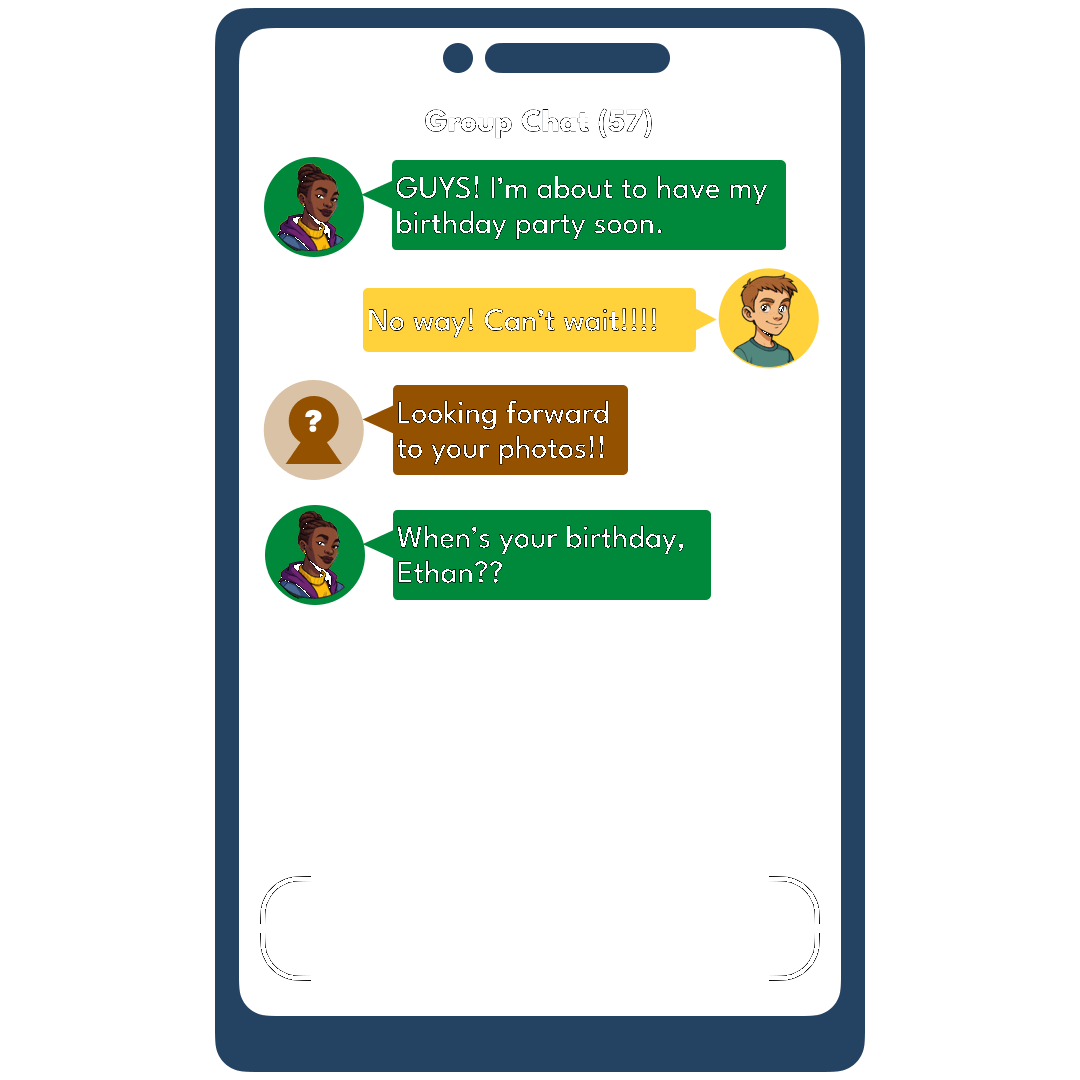 Group Chat (57)
GUYS! I'm about to have my
birthday party soon.
No way! Can't wait!!!!
?
Looking forward
to your photos!!
When's your birthday,
Ethan??